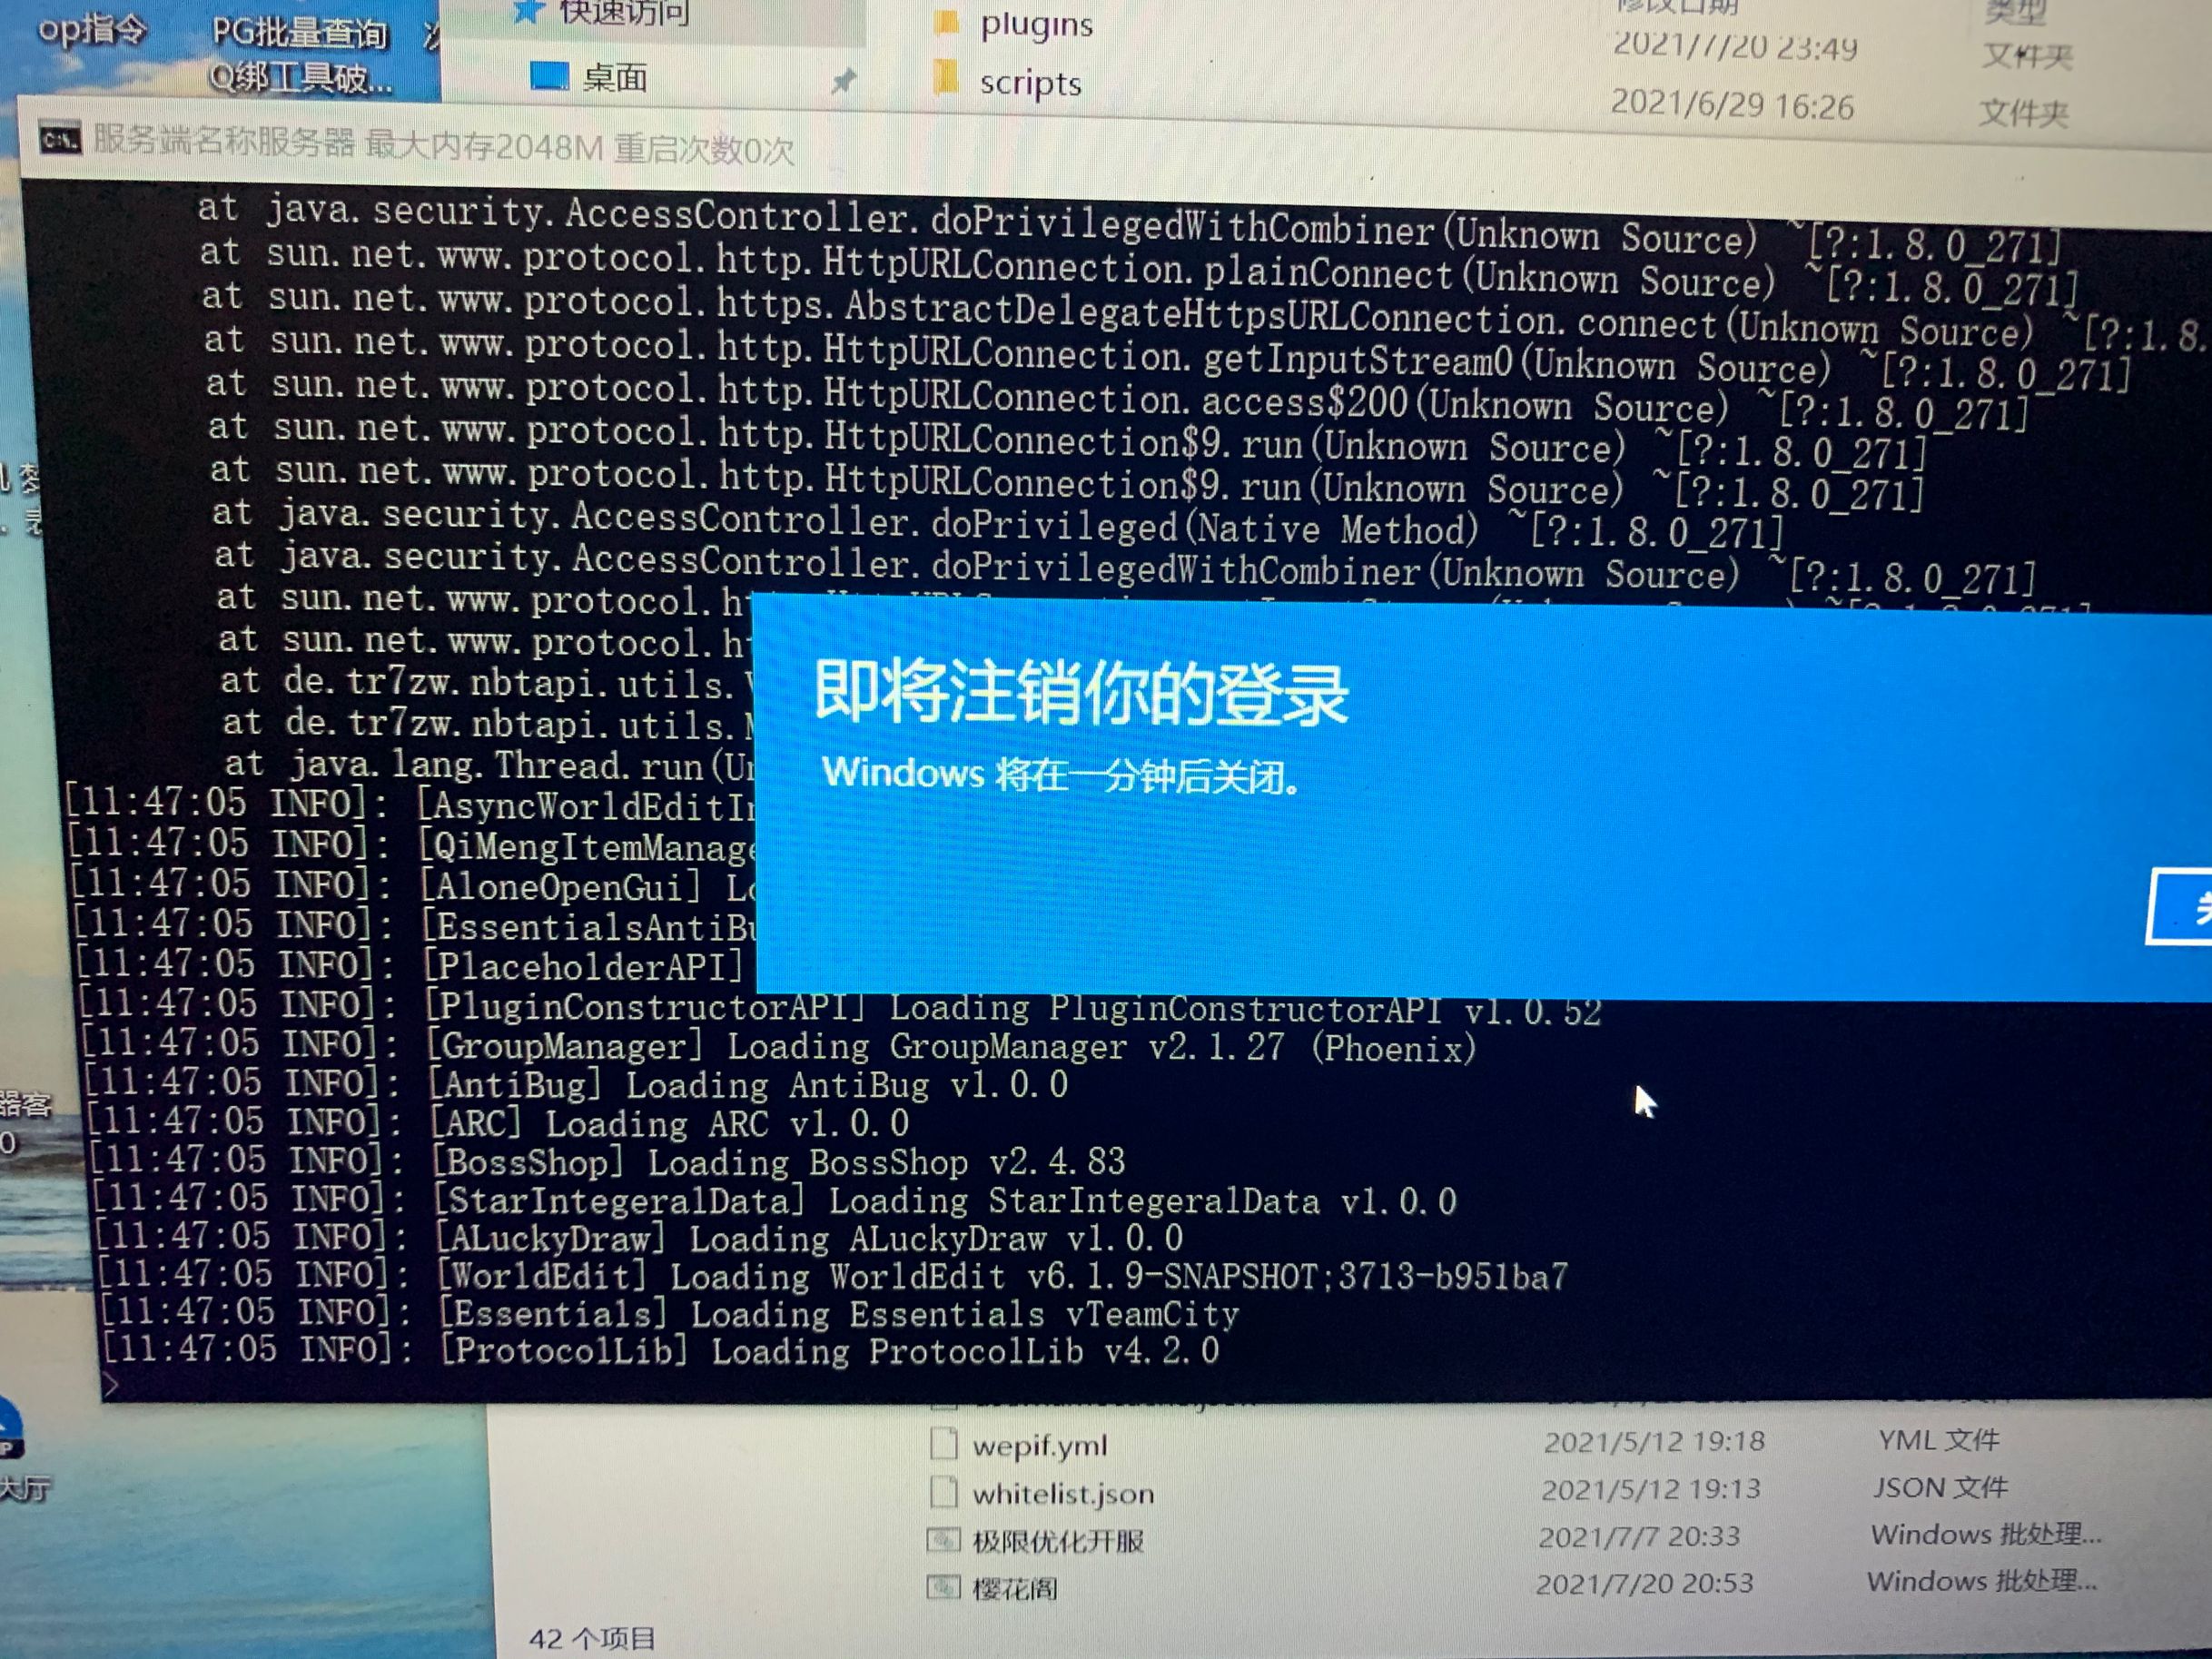 op指令
PG批量查询
Q绑工具破...
快速访问
桌面
plugins
scripts
修改日期
2021/7/20 23:49
2021/6/29 16:26
类型
文件夹
文件夹
服务端名称服务器 最大内存2048M 重启次数0次
at java.security.AccessController.doPrivilegedWithCombiner(Unknown Source) ~[?:1.8.0_271]
at sun.net.www.protocol.http.HttpURLConnection.plainConnect(Unknown Source) ~[?:1.8.0_271]
at sun.net.www.protocol.https.AbstractDelegateHttpsURLConnection.connect(Unknown Source) ~[?:1.8.
at sun.net.www.protocol.http.HttpURLConnection.getInputStream0(Unknown Source) ~[?:1.8.0_271]
at sun.net.www.protocol.http.HttpURLConnection.access$200(Unknown Source) ~[?:1.8.0_271]
at sun.net.www.protocol.http.HttpURLConnection$9.run(Unknown Source) ~[?:1.8.0_271]
at sun.net.www.protocol.http.HttpURLConnection$9.run(Unknown Source) ~[?:1.8.0_271]
at java.security.AccessController.doPrivileged(Native Method) ~[?:1.8.0_271]
at java.security.AccessController.doPrivilegedWithCombiner(Unknown Source) ~[?:1.8.0_271]
at sun.net.www.protocol.h
at sun.net.www.protocol.h
at de.tr7zw.nbtapi.utils.
at de.tr7zw.nbtapi.utils.
at java.lang.Thread.run(U
即将注销你的登录
Windows 将在一分钟后关闭。
[11:47:05 INFO]: [AsyncWorldEditI
[11:47:05 INFO]: [QiMengItemManage
[11:47:05 INFO]: [AloneOpenGui] Lo
[11:47:05 INFO]: [EssentialsAntiBu
[11:47:05 INFO]: [PlaceholderAPI]
[11:47:05 INFO]: [PluginConstructorAPI] Loading PluginConstructorAPI v1.0.52
[11:47:05 INFO]: [GroupManager] Loading GroupManager v2.1.27 (Phoenix)
[11:47:05 INFO]: [AntiBug] Loading AntiBug v1.0.0
[11:47:05 INFO]: [ARC] Loading ARC v1.0.0
[11:47:05 INFO]: [BossShop] Loading BossShop v2.4.83
[11:47:05 INFO]: [StarIntegeralData] Loading StarIntegeralData v1.0.0
[11:47:05 INFO]: [ALuckyDraw] Loading ALuckyDraw v1.0.0
[11:47:05 INFO]: [WorldEdit] Loading WorldEdit v6.1.9-SNAPSHOT;3713-b951ba7
[11:47:05 INFO]: [Essentials] Loading Essentials vTeamCity
[11:47:05 INFO]: [ProtocolLib] Loading ProtocolLib v4.2.0
>
器客
0
大厅
wepif.yml 2021/5/12 19:18 YML 文件
whitelist.json 2021/5/12 19:13 JSON 文件
极限优化开服 2021/7/7 20:33 Windows 批处理...
樱花阁 2021/7/20 20:53 Windows 批处理...
42 个项目